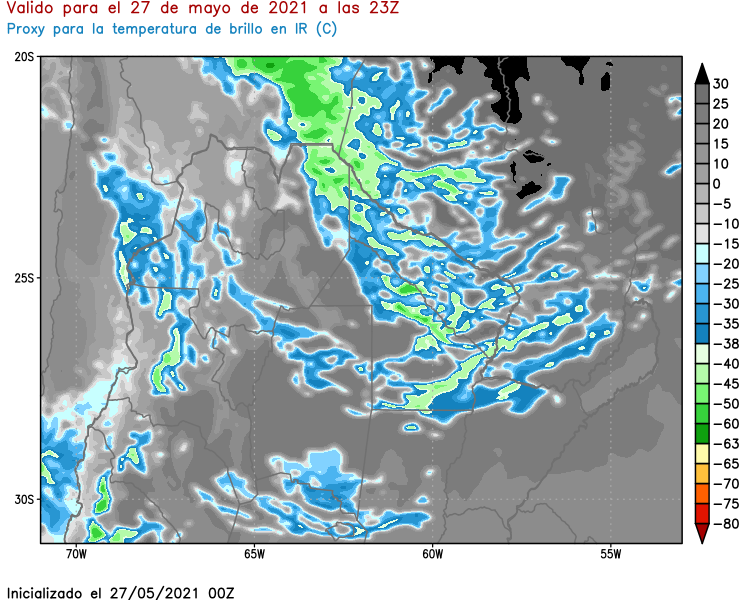 Valido para el 27 de mayo de 2021 a las 23Z
Proxy para la temperatura de brillo en IR (C)
20S
25S
30S
70W
65W
60W
55W
30
25
20
15
10
0
-5
-10
-15
-20
-25
-30
-35
-38
-40
-45
-50
-60
-63
-65
-70
-75
-80
Inicializado el 27/05/2021 00Z